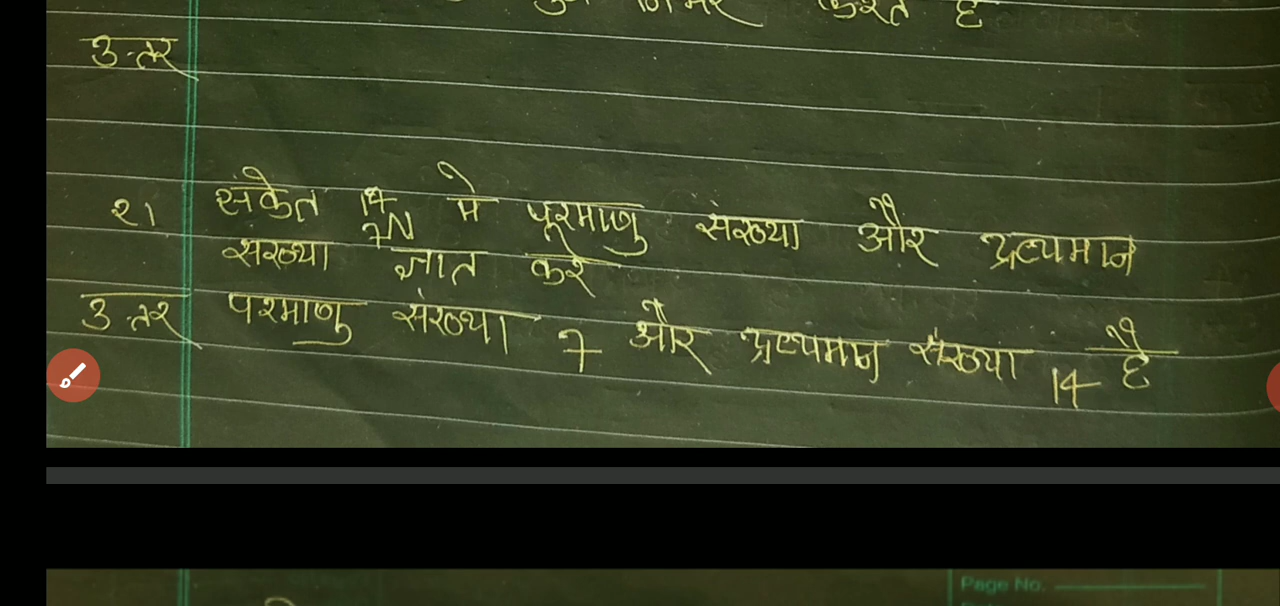 करते है
उत्तर
२। संकेत ¹⁴₇N मे परमाणु संख्या और द्रव्यमान
संख्या ज्ञात करे
उत्तर परमाणु संख्या 7 और द्रव्यमान संख्या 14 है
Page No.